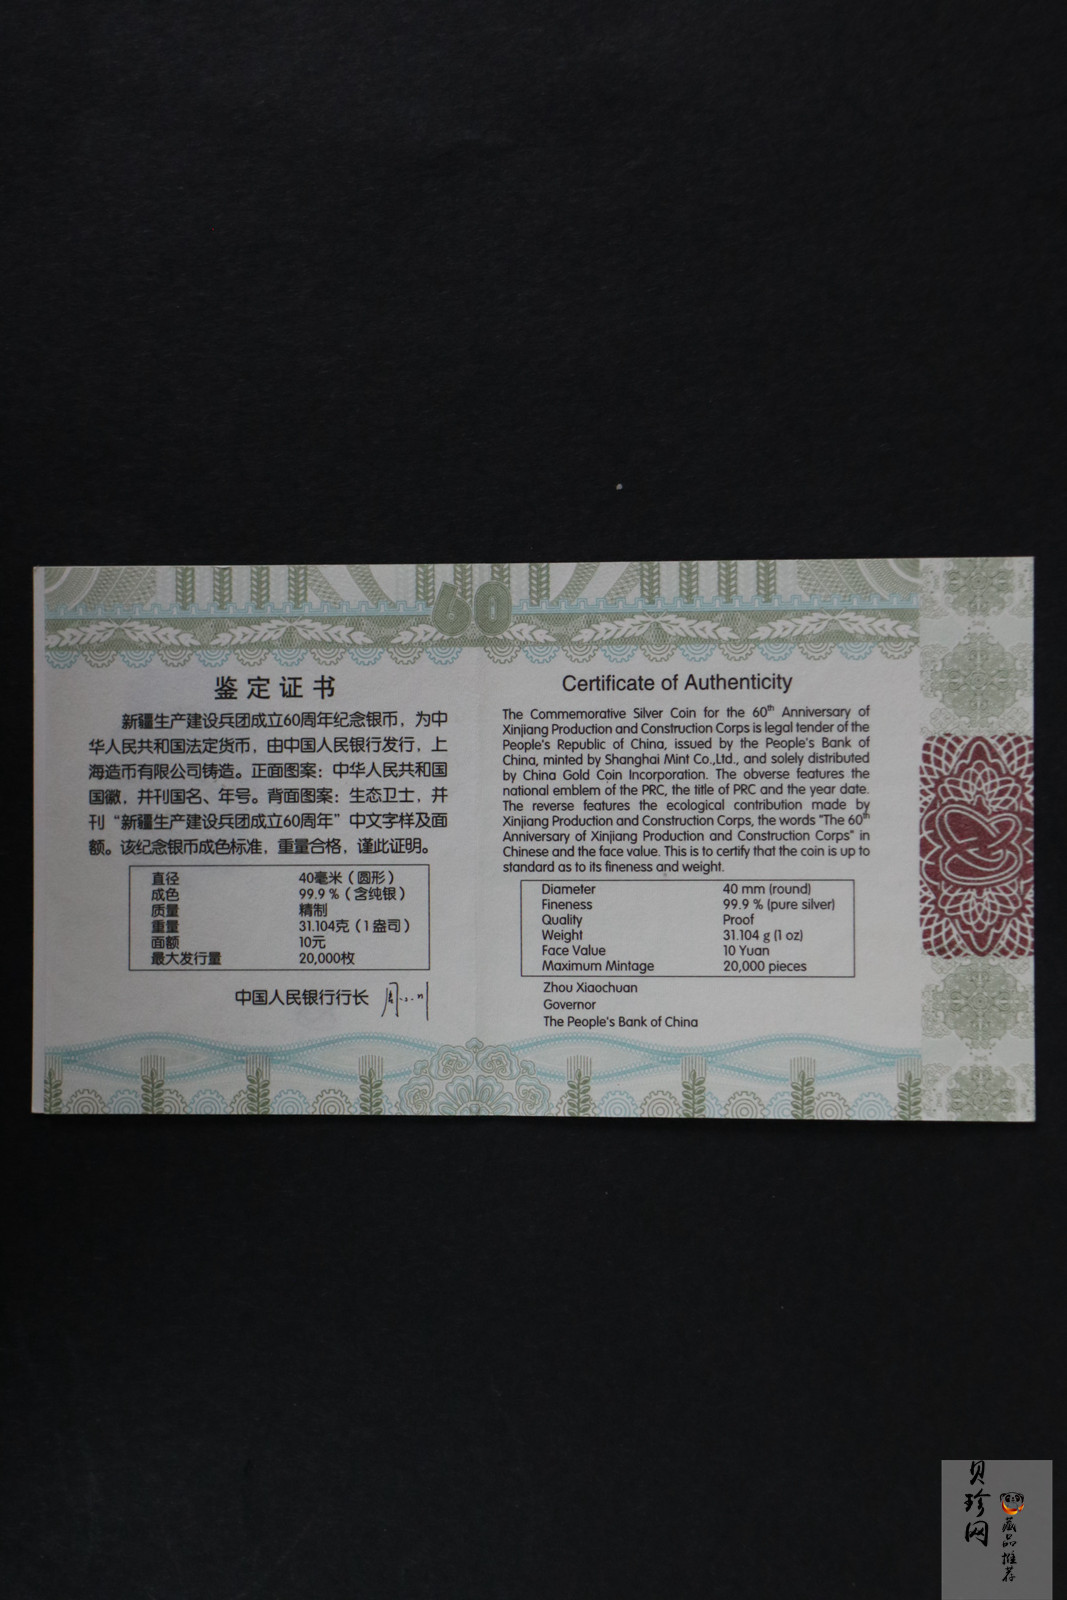 60
鉴定证书
新疆生产建设兵团成立60周年纪念银币，为中
华人民共和国法定货币，由中国人民银行发行，上
海造币有限公司铸造。正面图案：中华人民共和国
国徽，并刊国名、年号。背面图案：生态卫士，并
刊“新疆生产建设兵团成立60周年”中文字样及面
额。该纪念银币成色标准，重量合格，谨此证明。
直径 40毫米（圆形）
成色 99.9%（含纯银）
质量 精制
重量 31.104克（1盎司）
面额 10元
最大发行量 20,000枚
中国人民银行行长
Certificate of Authenticity
The Commemorative Silver Coin for the 60th Anniversary of
Xinjiang Production and Construction Corps is legal tender of the
People's Republic of China, issued by the People's Bank of
China, minted by Shanghai Mint Co.,Ltd., and solely distributed
by China Gold Coin Incorporation. The obverse features the
national emblem of the PRC, the title of PRC and the year date.
The reverse features the ecological contribution made by
Xinjiang Production and Construction Corps, the words "The 60th
Anniversary of Xinjiang Production and Construction Corps" in
Chinese and the face value. This is to certify that the coin is up to
standard as to its fineness and weight.
Diameter 40 mm (round)
Fineness 99.9 % (pure silver)
Quality Proof
Weight 31.104 g (1 oz)
Face Value 10 Yuan
Maximum Mintage 20,000 pieces
Zhou Xiaochuan
Governor
The People's Bank of China
贝珍网
藏品推荐